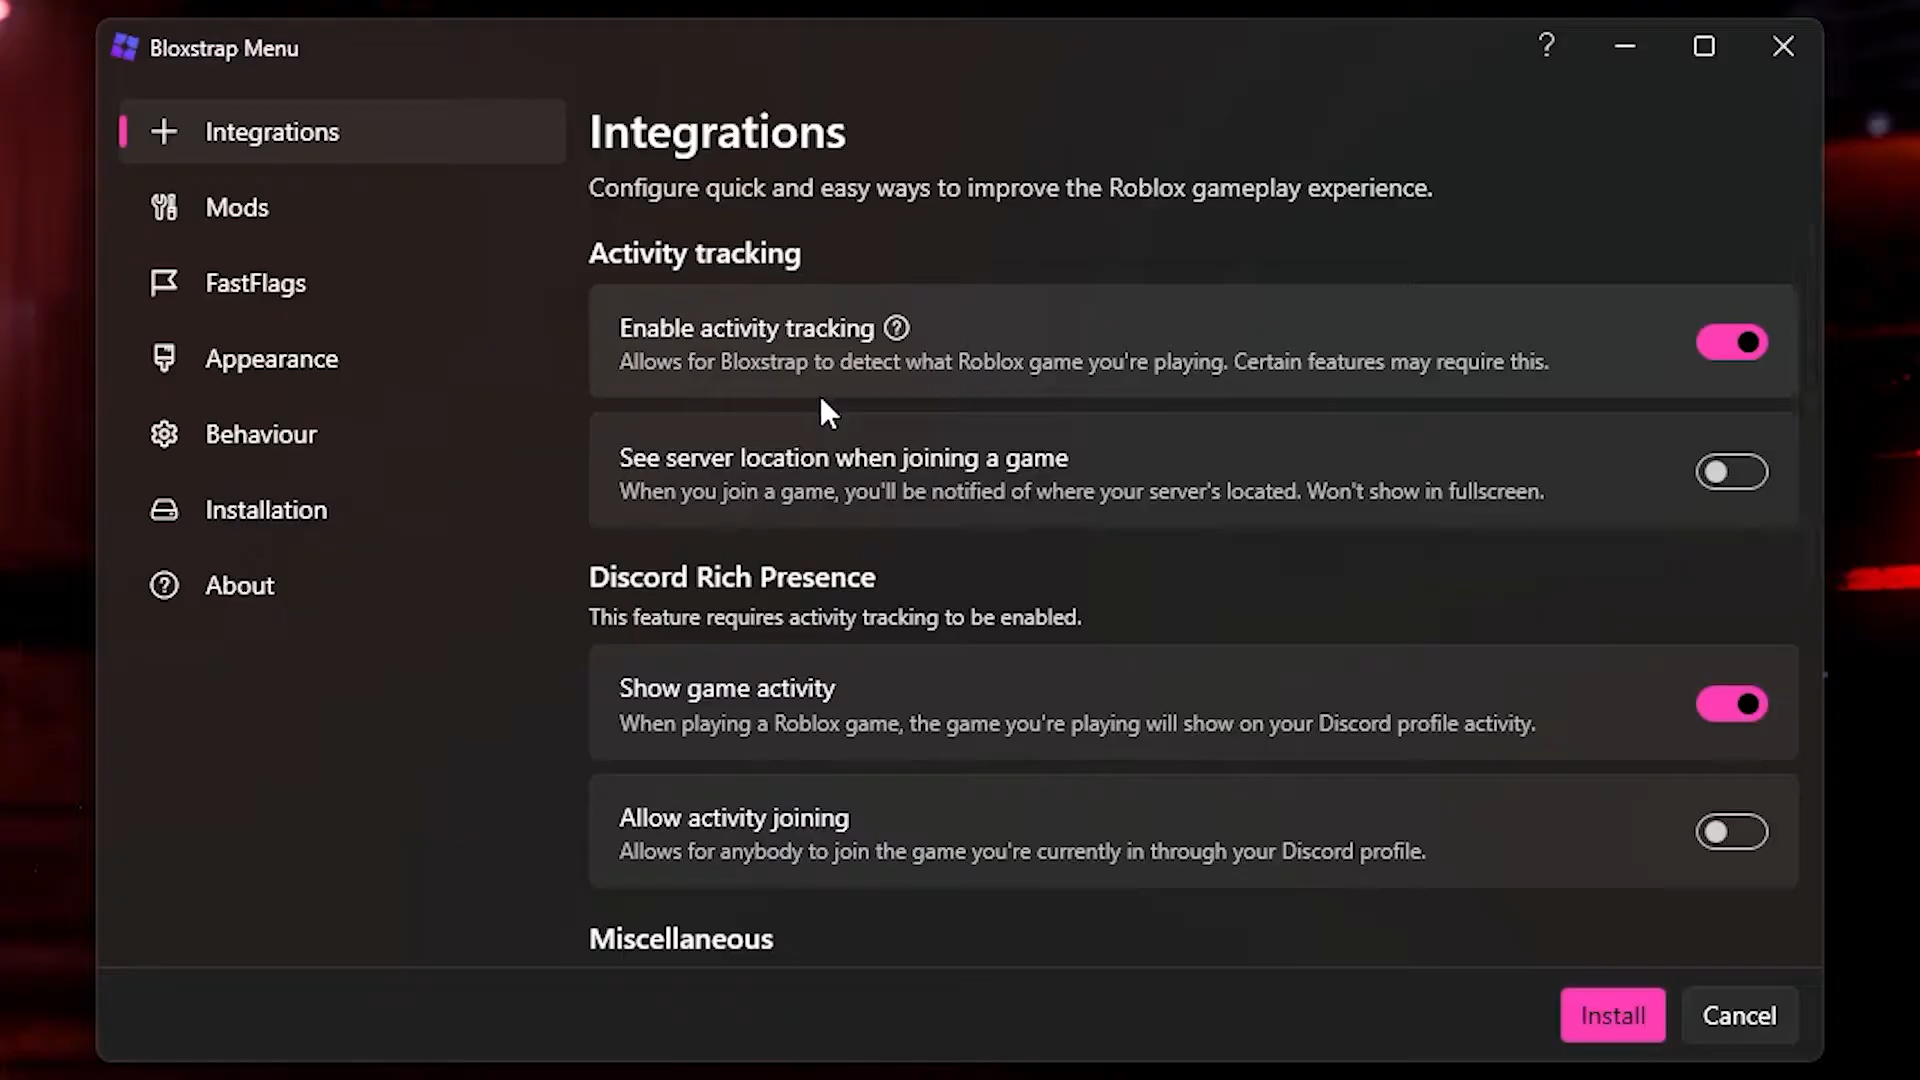 Bloxstrap Menu
Integrations
Mods
FastFlags
Appearance
Behaviour
Installation
About
Integrations
Configure quick and easy ways to improve the Roblox gameplay experience.
Activity tracking
Enable activity tracking
Allows for Bloxstrap to detect what Roblox game you're playing. Certain features may require this.
See server location when joining a game
When you join a game, you'll be notified of where your server's located. Won't show in fullscreen.
Discord Rich Presence
This feature requires activity tracking to be enabled.
Show game activity
When playing a Roblox game, the game you're playing will show on your Discord profile activity.
Allow activity joining
Allows for anybody to join the game you're currently in through your Discord profile.
Miscellaneous
Install
Cancel